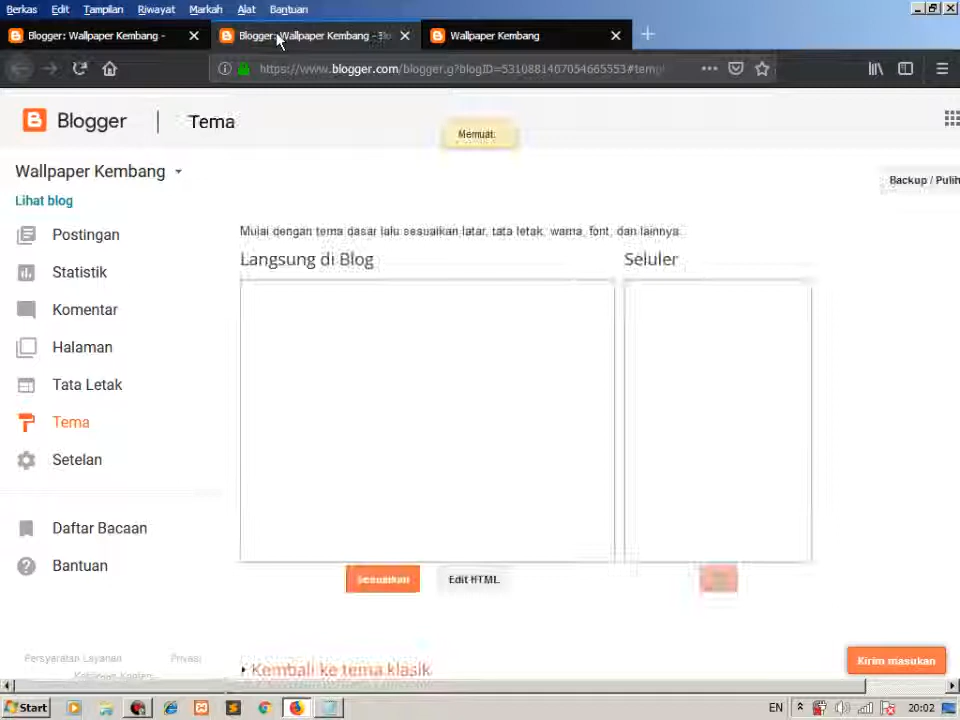 Berkas Edit Tampilan Riwayat Markah Alat Bantuan
Blogger: Wallpaper Kembang -
Blogger: Wallpaper Kembang - Blo
Wallpaper Kembang
https://www.blogger.com/blogger.g?blogID=5310881407054665553#temp
Blogger
Tema
Memuat.
Wallpaper Kembang
Backup / Pulih
Lihat blog
Mulai dengan tema dasar lalu sesuaikan latar, tata letak, warna, font, dan lainnya.
Postingan
Langsung di Blog
Seluler
Statistik
Komentar
Halaman
Tata Letak
Tema
Setelan
Daftar Bacaan
Bantuan
Sesuaikan
Edit HTML
Persyaratan Layanan
Privasi
Kebijakan Konten
Kembali ke tema klasik
Kirim masukan
Start
EN
20:02